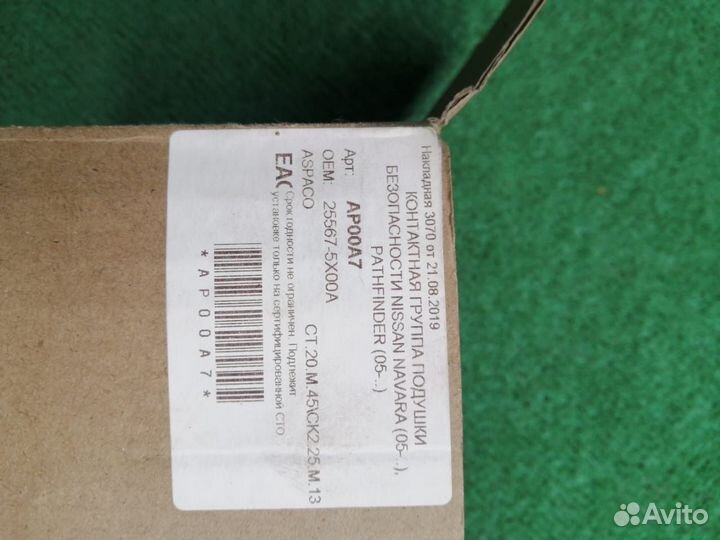 Накладная 3070 от 21.08.2019
КОНТАКТНАЯ ГРУППА ПОДУШКИ
БЕЗОПАСНОСТИ NISSAN NAVARA (05-..),
PATHFINDER (05-..)
Арт: AP00A7
OEM: 25567-5X00A
ASPACO СТ.20.М.45\СК2.25.М.13
EAC Срок годности не ограничен. Подлежит
установке только на сертифицированной СТО
*AP00A7*
Avito